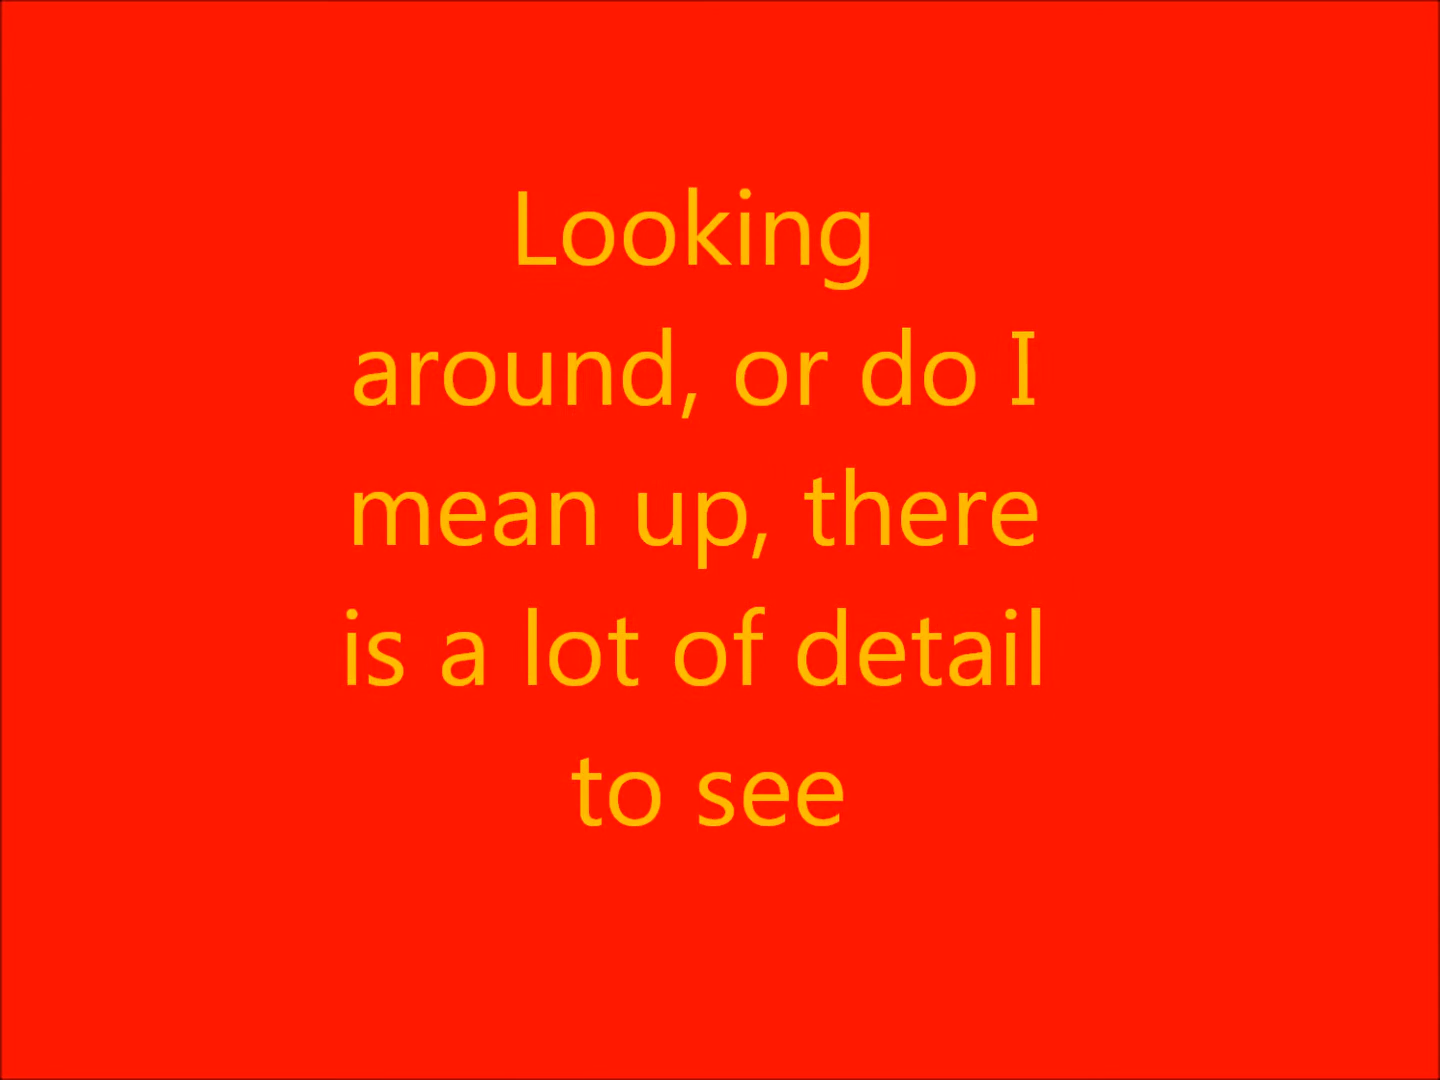 Looking
around, or do I
mean up, there
is a lot of detail
to see